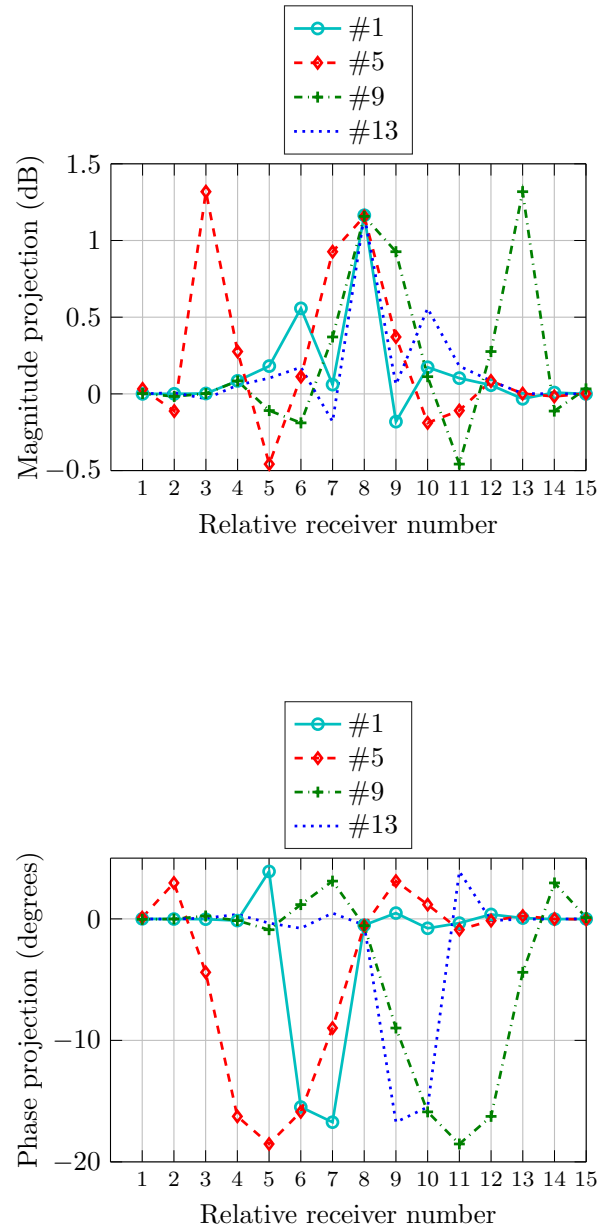 #1
#5
#9
#13
Magnitude projection (dB)
1.5
1
0.5
0
−0.5
1 2 3 4 5 6 7 8 9 10 11 12 13 14 15
Relative receiver number
#1
#5
#9
#13
Phase projection (degrees)
0
−10
−20
1 2 3 4 5 6 7 8 9 10 11 12 13 14 15
Relative receiver number